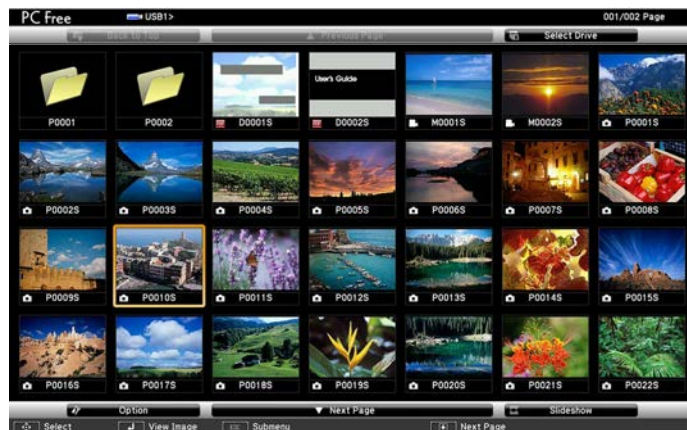 PC Free USB1> 001/002 Page
Back to Top Previous Page Select Drive
User's Guide
P0001 P0002 D0001S D0002S M0001S M0002S P0001S
P0002S P0003S P0004S P0005S P0006S P0007S P0008S
P0009S P0010S P0011S P0012S P0013S P0014S P0015S
P0016S P0017S P0018S P0019S P0020S P0021S P0022S
Option Next Page Slideshow
Select View Image Submenu Next Page